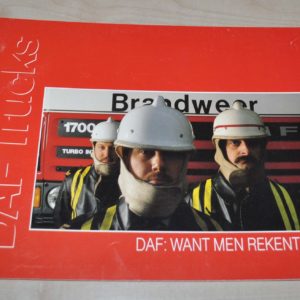 DAF Trucks
Brandweer
1700
TURBO
DAF: WANT MEN REKENT